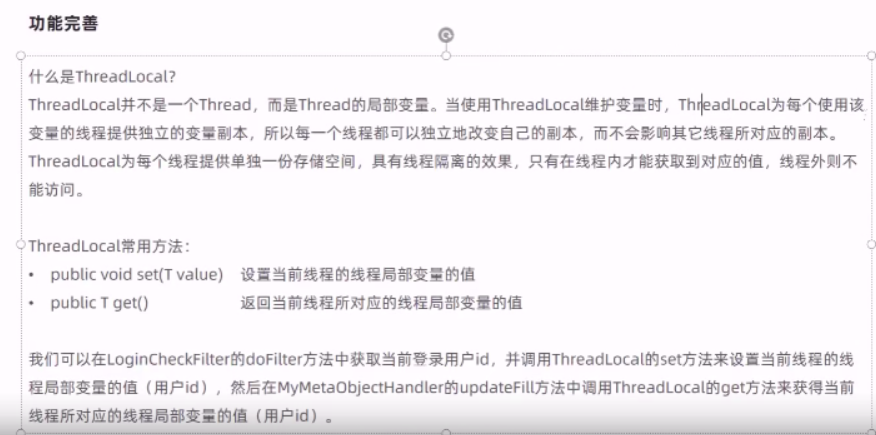 功能完善
什么是ThreadLocal?
ThreadLocal并不是一个Thread，而是Thread的局部变量。当使用ThreadLocal维护变量时，ThreadLocal为每个使用该
变量的线程提供独立的变量副本，所以每一个线程都可以独立地改变自己的副本，而不会影响其它线程所对应的副本。
ThreadLocal为每个线程提供单独一份存储空间，具有线程隔离的效果，只有在线程内才能获取到对应的值，线程外则不
能访问。
ThreadLocal常用方法：
• public void set(T value) 设置当前线程的线程局部变量的值
• public T get() 返回当前线程所对应的线程局部变量的值
我们可以在LoginCheckFilter的doFilter方法中获取当前登录用户id，并调用ThreadLocal的set方法来设置当前线程的线
程局部变量的值（用户id），然后在MyMetaObjectHandler的updateFill方法中调用ThreadLocal的get方法来获得当前
线程所对应的线程局部变量的值（用户id）。